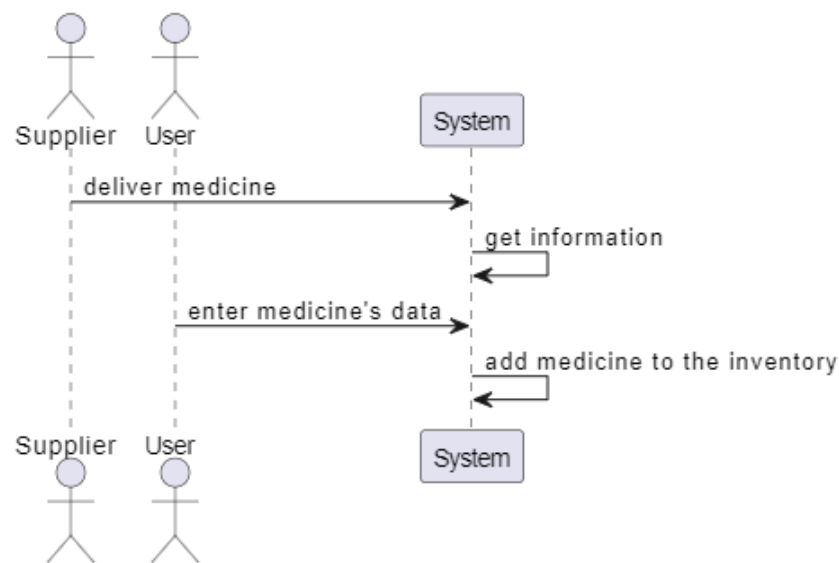 Supplier
User
System
deliver medicine
get information
enter medicine's data
add medicine to the inventory
Supplier
User
System